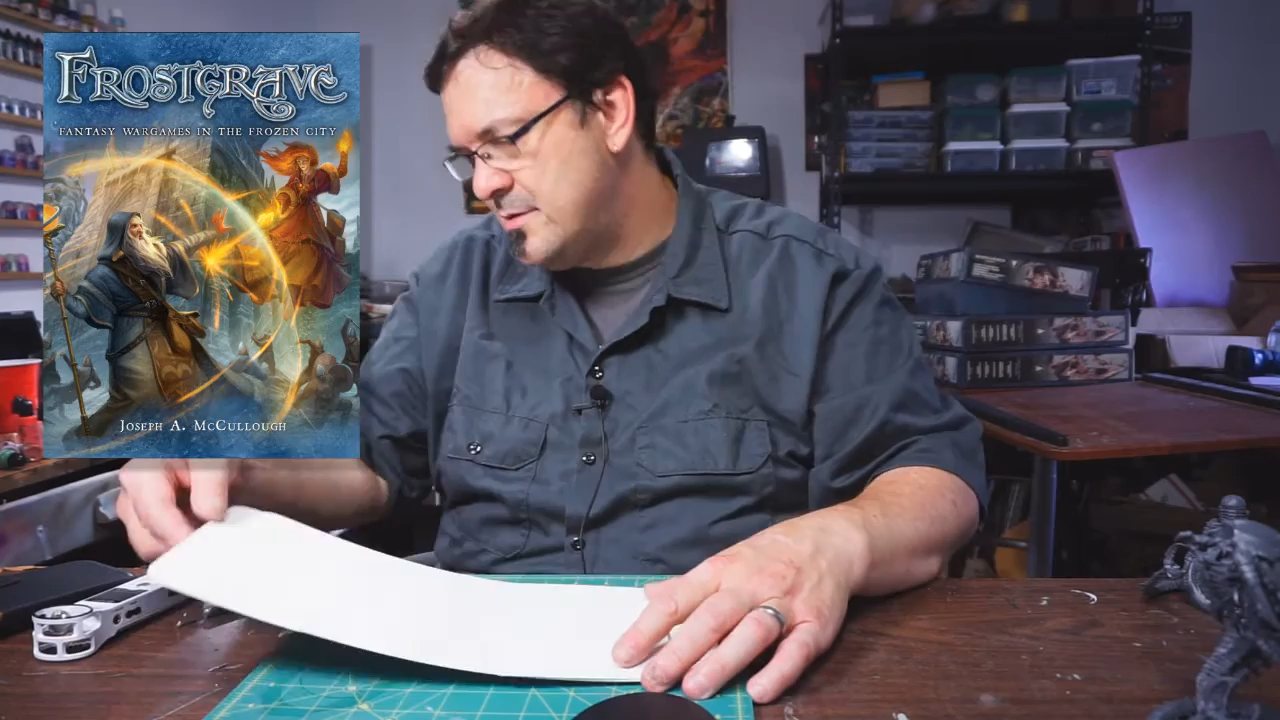 FROSTGRAVE
FANTASY WARGAMES IN THE FROZEN CITY
JOSEPH A. MCCULLOUGH